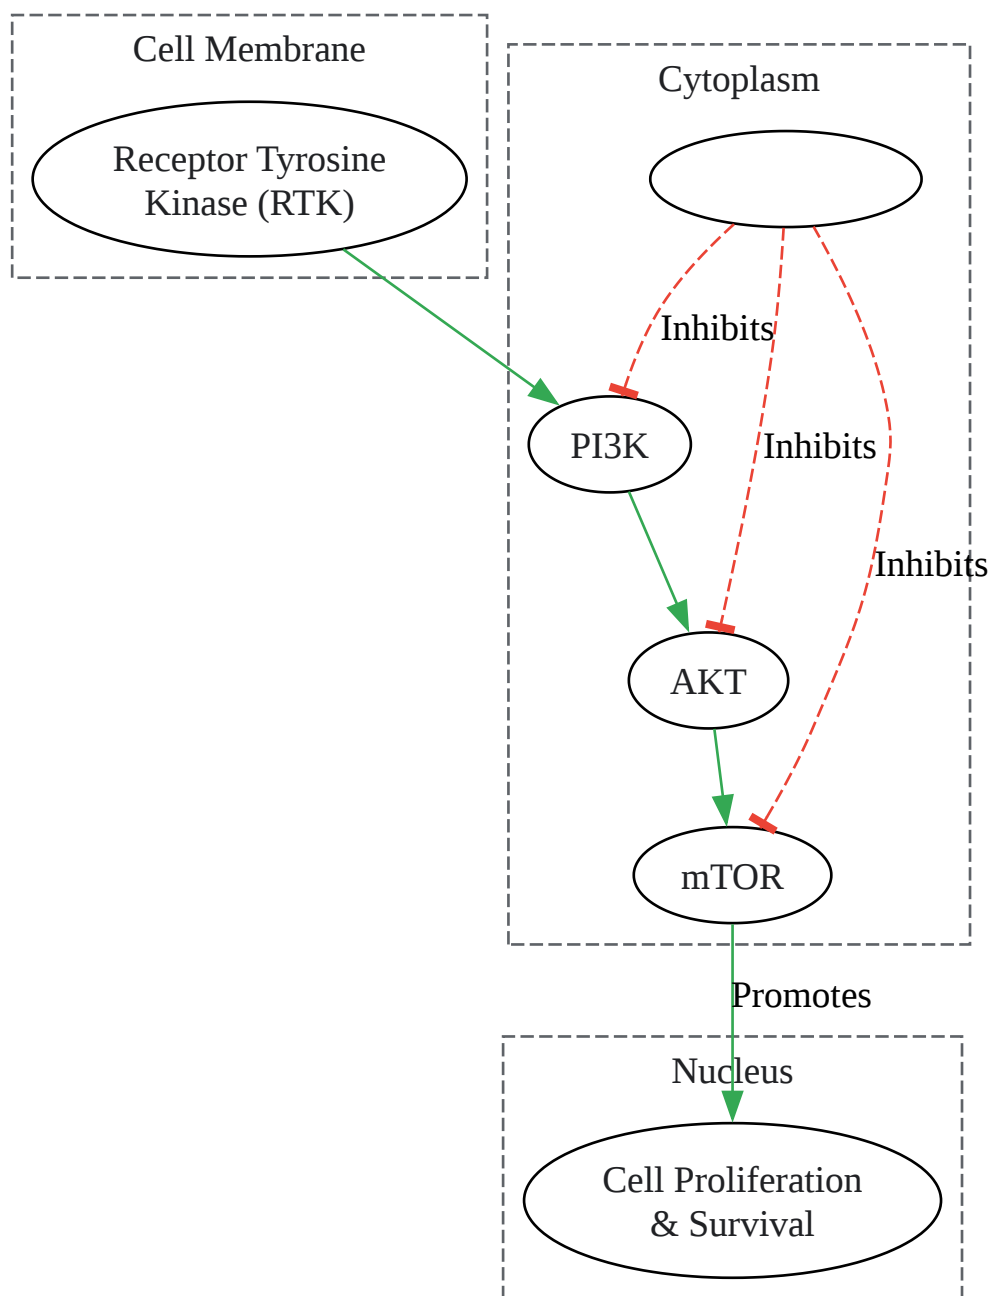 Cell Membrane
Receptor Tyrosine
Kinase (RTK)
Cytoplasm
Inhibits
PI3K
Inhibits
Inhibits
AKT
mTOR
Promotes
Nucleus
Cell Proliferation
& Survival